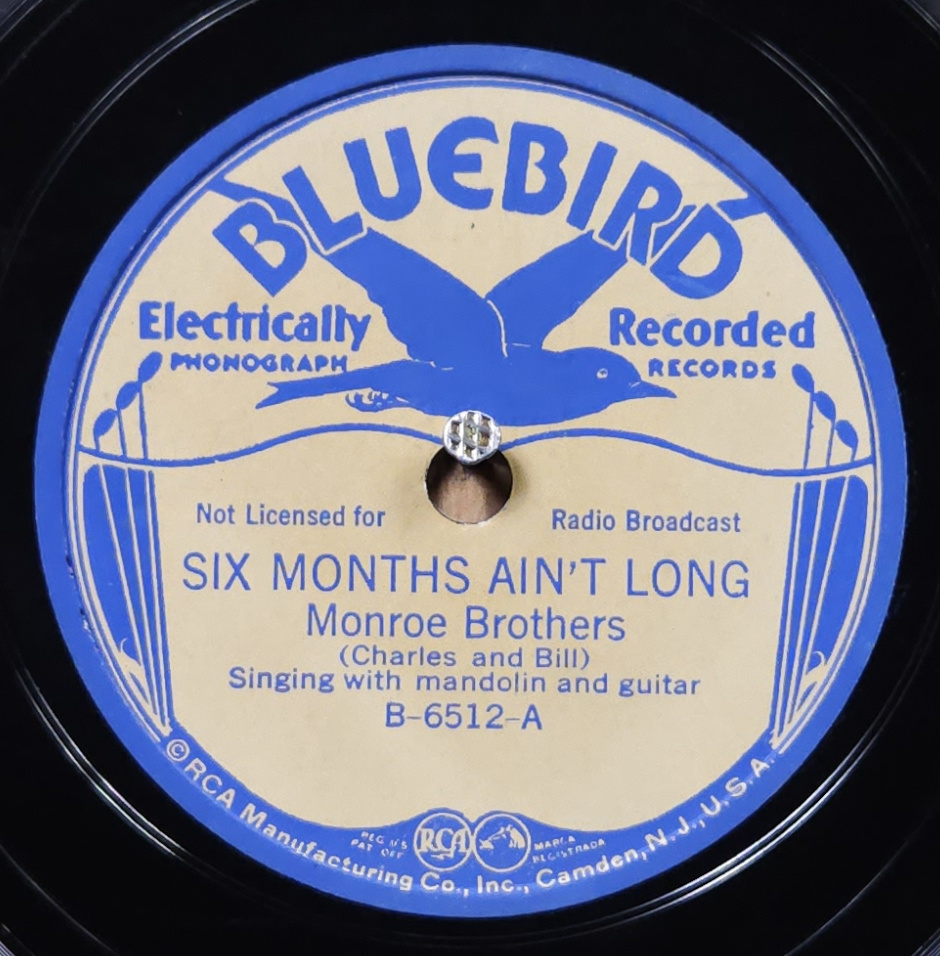 BLUEBIRD
Electrically Recorded
PHONOGRAPH RECORDS
Not Licensed for Radio Broadcast
SIX MONTHS AIN'T LONG
Monroe Brothers
(Charles and Bill)
Singing with mandolin and guitar
B-6512-A
REG. U.S. PAT. OFF.
RCA
MARCA REGISTRADA
© RCA Manufacturing Co., Inc., Camden, N. J., U.S.A.